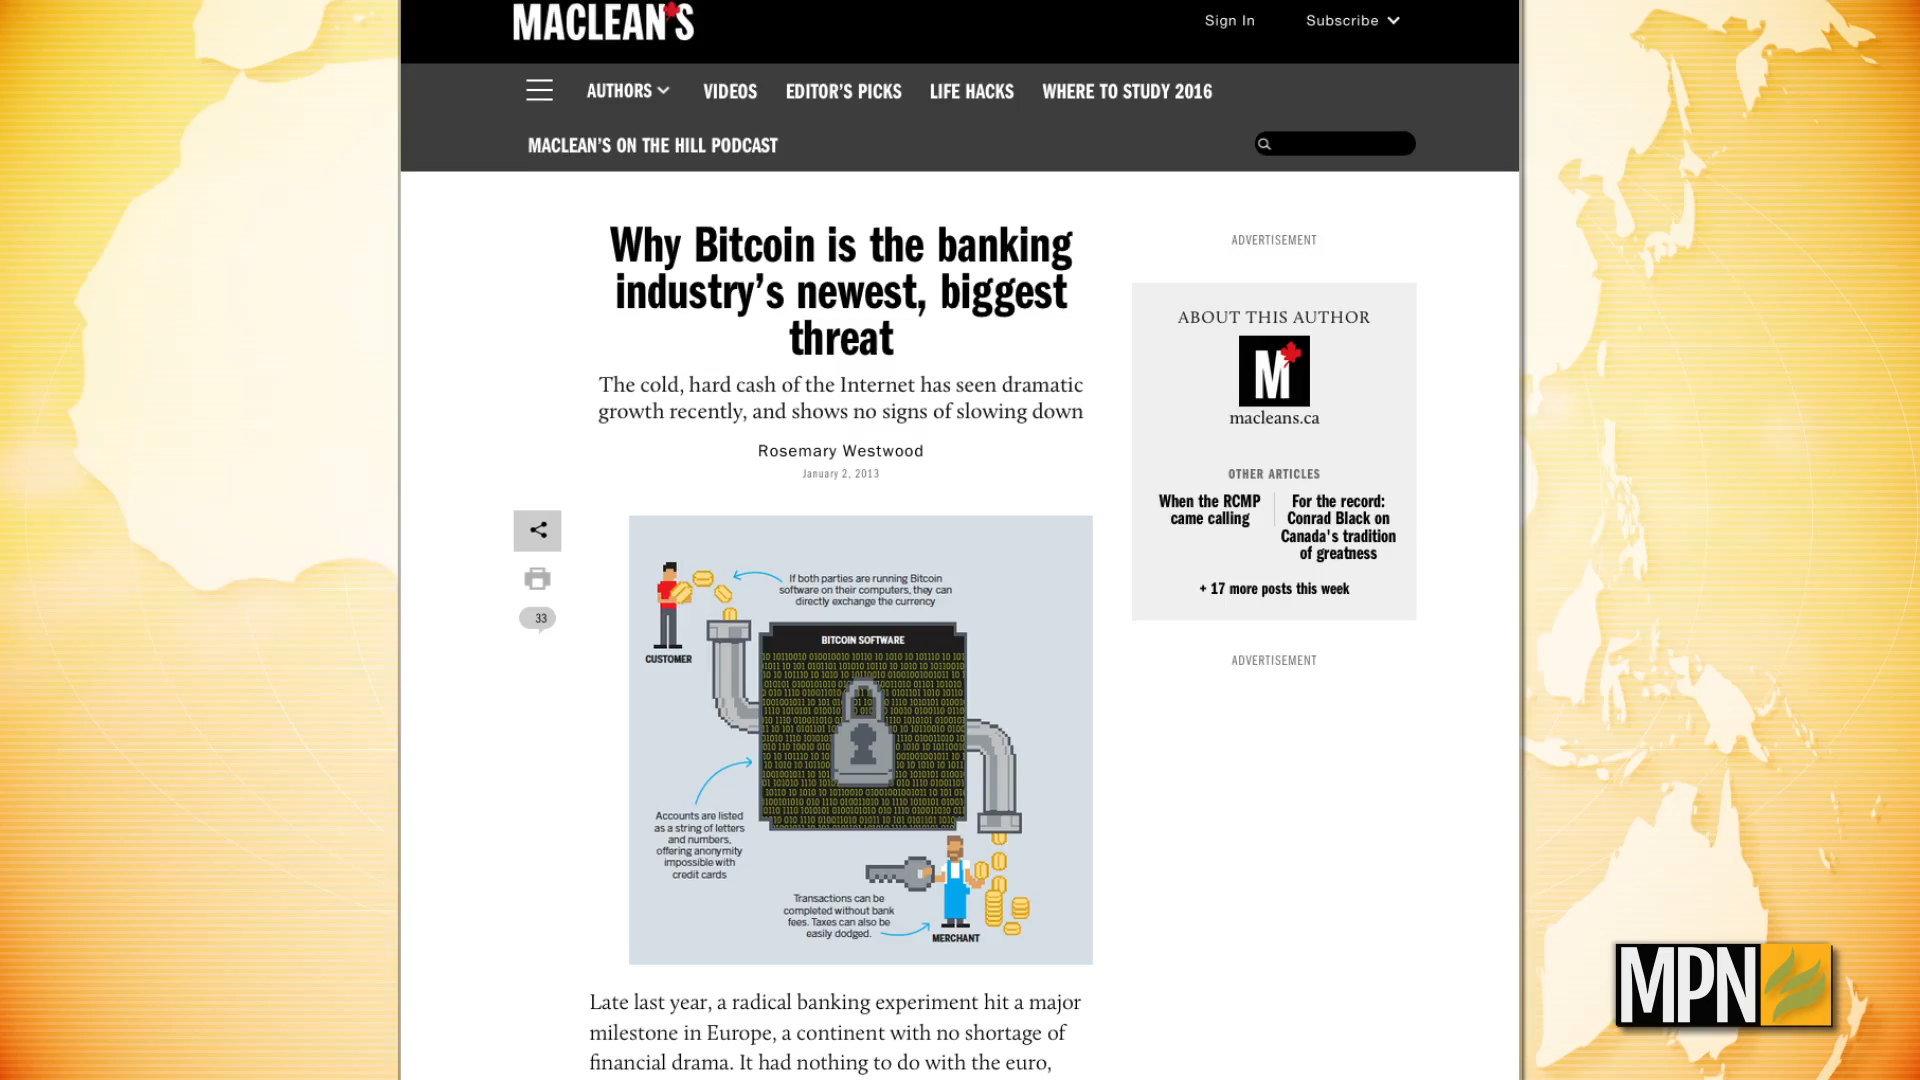 MACLEAN'S
Sign In
Subscribe
AUTHORS
VIDEOS
EDITOR'S PICKS
LIFE HACKS
WHERE TO STUDY 2016
MACLEAN'S ON THE HILL PODCAST
Why Bitcoin is the banking
industry's newest, biggest
threat
The cold, hard cash of the Internet has seen dramatic
growth recently, and shows no signs of slowing down
Rosemary Westwood
January 2, 2013
33
If both parties are running Bitcoin
software on their computers, they can
directly exchange the currency
CUSTOMER
BITCOIN SOFTWARE
Accounts are listed
as a string of letters
and numbers,
offering anonymity
impossible with
credit cards
Transactions can be
completed without bank
fees. Taxes can also be
easily dodged.
MERCHANT
Late last year, a radical banking experiment hit a major
milestone in Europe, a continent with no shortage of
financial drama. It had nothing to do with the euro,
ADVERTISEMENT
ABOUT THIS AUTHOR
M
macleans.ca
OTHER ARTICLES
When the RCMP
came calling
For the record:
Conrad Black on
Canada's tradition
of greatness
+ 17 more posts this week
ADVERTISEMENT
MPN